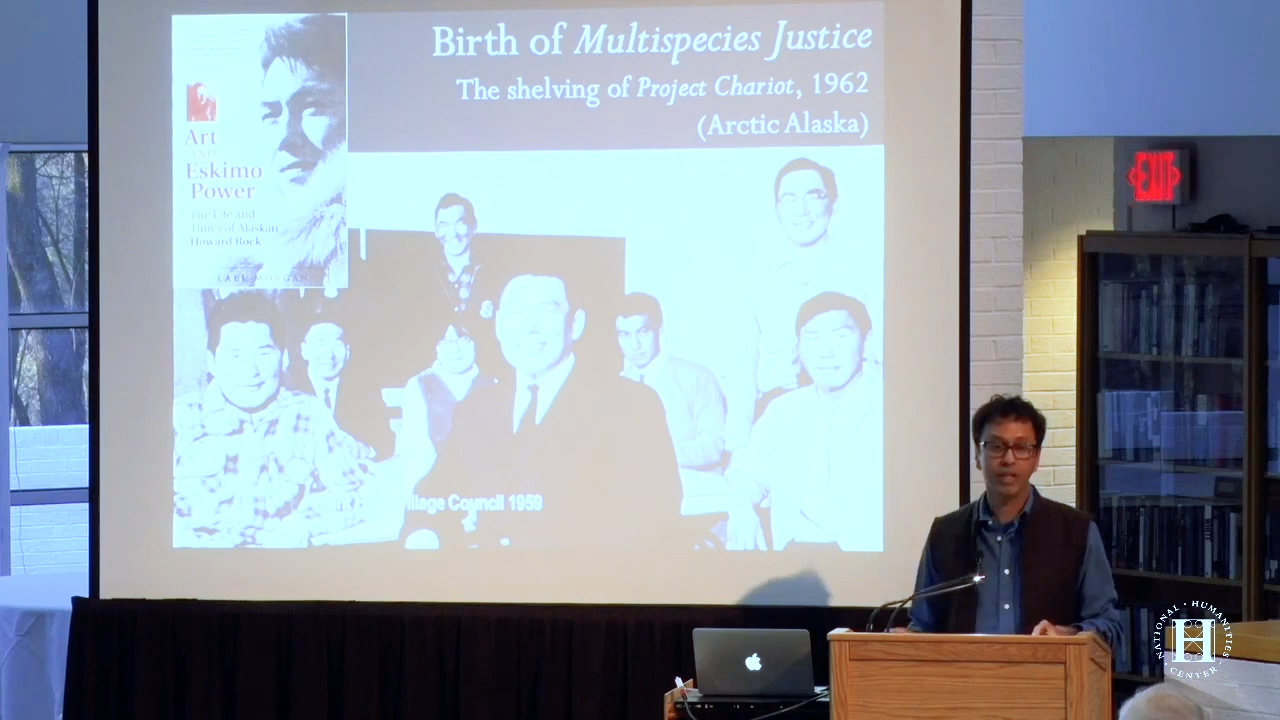 Birth of Multispecies Justice
The shelving of Project Chariot, 1962
(Arctic Alaska)
Art
AND
Eskimo
Power
The Life and
Times of Alaskan
Howard Rock
illage Council 1959
EXIT
NATIONAL · HUMANITIES · CENTER ·
H